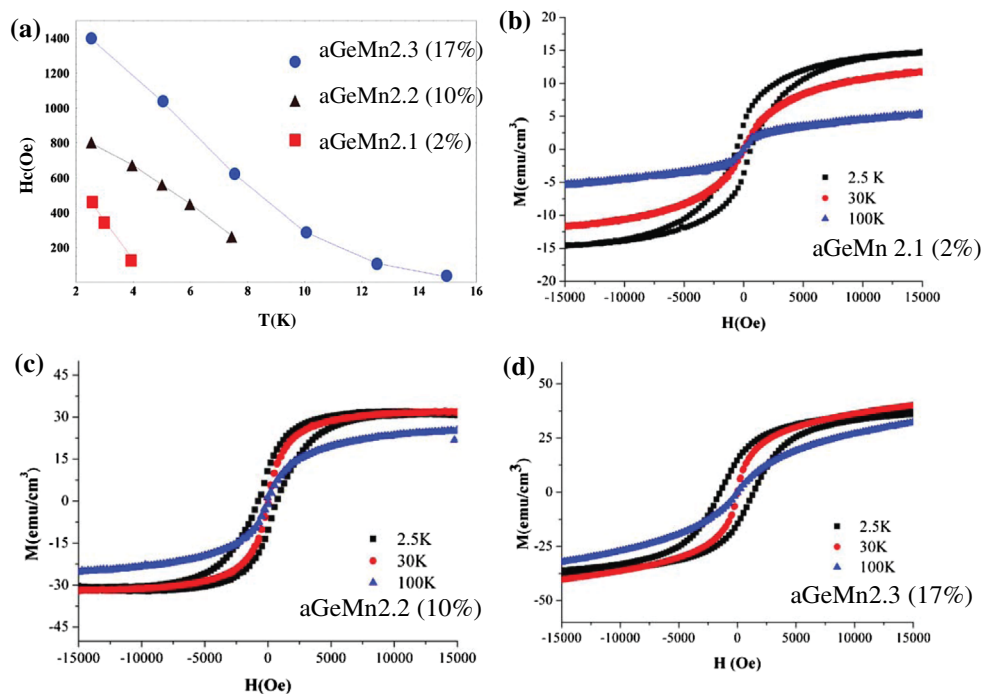 (a)
1400
1200
1000
800
600
400
200
Hc(Oe)
2 4 6 8 10 12 14 16
T(K)
aGeMn2.3 (17%)
aGeMn2.2 (10%)
aGeMn2.1 (2%)
(b)
20
15
10
5
0
-5
-10
-15
-20
M(emu/cm³)
2.5 K
30K
100K
aGeMn 2.1 (2%)
-15000 -10000 -5000 0 5000 10000 15000
H(Oe)
(c)
45
30
15
0
-15
-30
-45
M(emu/cm³)
2.5K
30K
100K
aGeMn2.2 (10%)
-15000 -10000 -5000 0 5000 10000 15000
H(Oe)
(d)
50
25
0
-25
-50
M(emu/cm³)
2.5K
30K
100K
aGeMn2.3 (17%)
-15000 -10000 -5000 0 5000 10000 15000
H (Oe)